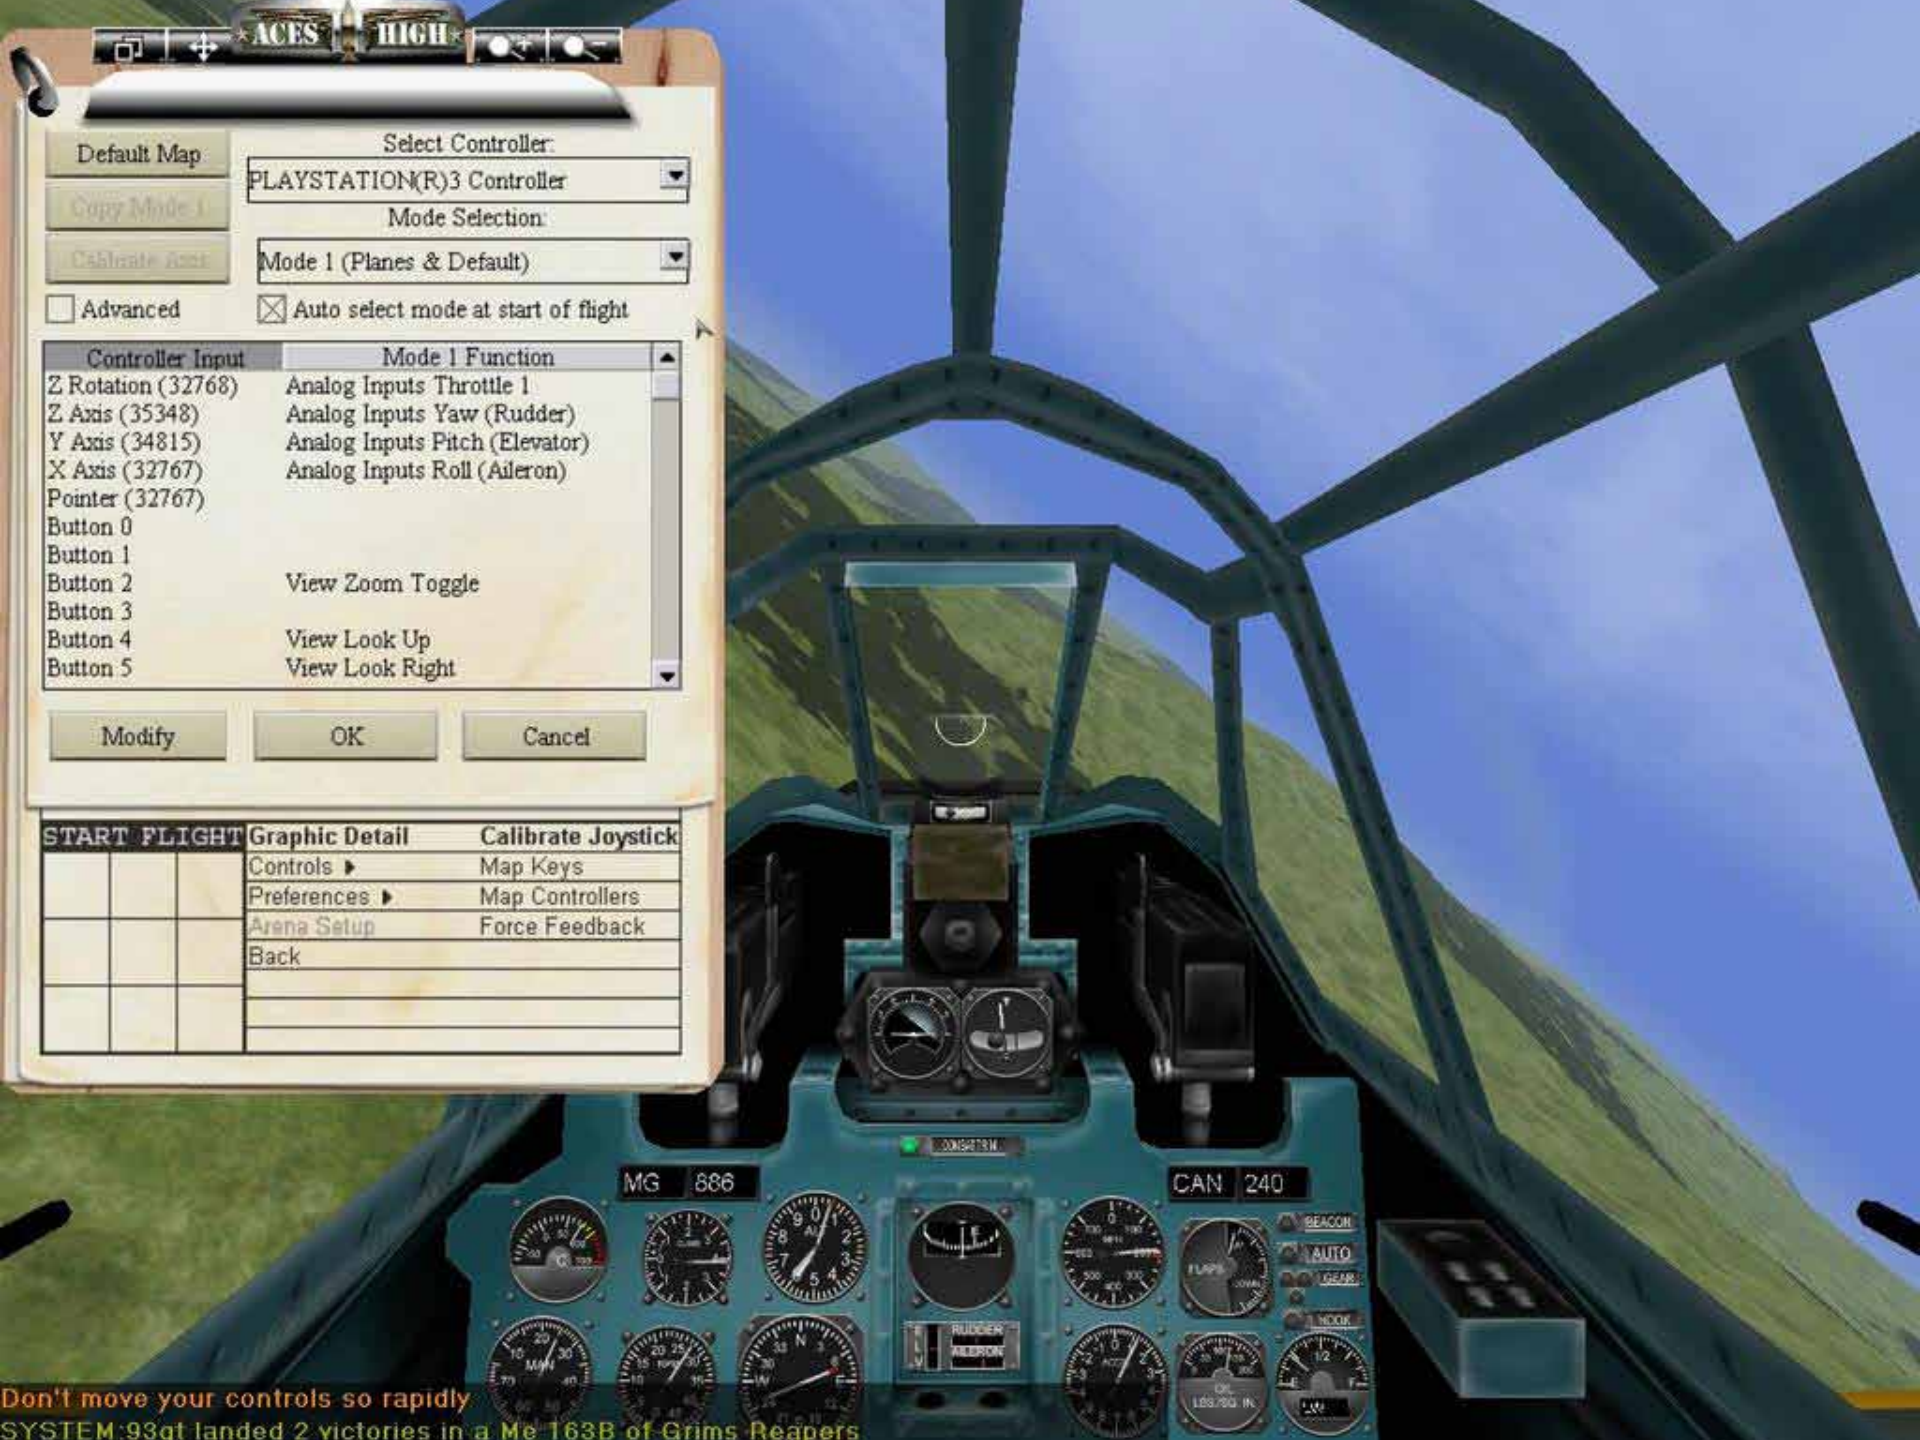 ACES HIGH
Default Map
Select Controller:
PLAYSTATION(R)3 Controller
Copy Mode 1
Mode Selection:
Calibrate Axis
Mode 1 (Planes & Default)
Advanced
Auto select mode at start of flight
Controller Input Mode 1 Function
Z Rotation (32768) Analog Inputs Throttle 1
Z Axis (35348) Analog Inputs Yaw (Rudder)
Y Axis (34815) Analog Inputs Pitch (Elevator)
X Axis (32767) Analog Inputs Roll (Aileron)
Pointer (32767)
Button 0
Button 1
Button 2 View Zoom Toggle
Button 3
Button 4 View Look Up
Button 5 View Look Right
Modify OK Cancel
START FLIGHT Graphic Detail Calibrate Joystick
Controls Map Keys
Preferences Map Controllers
Arena Setup Force Feedback
Back
MG 886
CAN 240
BEACON
AUTO
GEAR
HOOK
FLAPS
RUDDER
AILERON
Don't move your controls so rapidly
SYSTEM:93gt landed 2 victories in a Me 163B of Grims Reapers